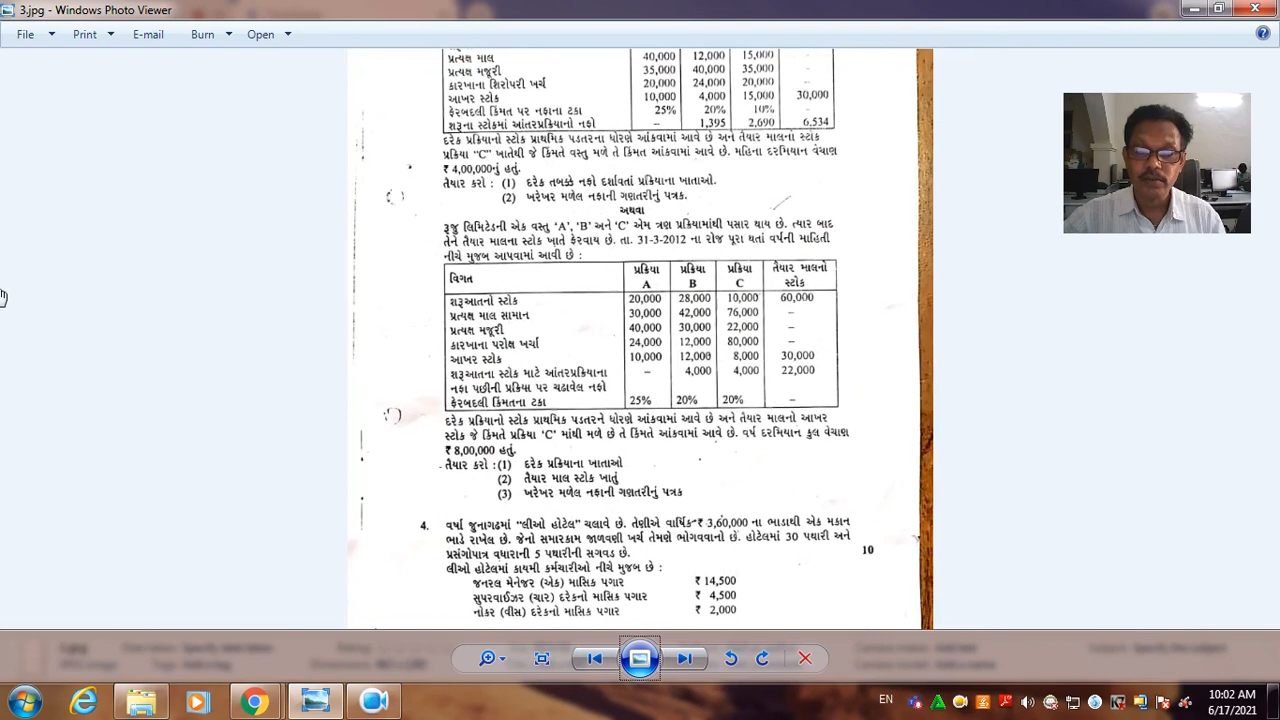 3.jpg - Windows Photo Viewer
File Print E-mail Burn Open
પ્રત્યક્ષ માલ 40,000 12,000 15,000 -
પ્રત્યક્ષ મજૂરી 35,000 40,000 35,000 -
કારખાના શિરોપરી ખર્ચ 20,000 24,000 20,000 -
આખર સ્ટોક 10,000 4,000 15,000 30,000
ફેરબદલી કિંમત પર નફાના ટકા 25% 20% 10%
શરૂના સ્ટોકમાં આંતરપ્રક્રિયાનો નફો – 1,395 2,690 6,534
દરેક પ્રક્રિયાનો સ્ટોક પ્રાથમિક પડતરના ધોરણે આંકવામાં આવે છે અને તૈયાર માલનો સ્ટોક
પ્રક્રિયા "C" ખાતેથી જે કિંમતે વસ્તુ મળે તે કિંમત આંકવામાં આવે છે. મહિના દરમિયાન વેચાણ
₹ 4,00,000નું હતું.
તૈયાર કરો : (1) દરેક તબક્કે નફો દર્શાવતાં પ્રક્રિયાના ખાતાઓ.
(2) ખરેખર મળેલ નફાની ગણતરીનું પત્રક.
અથવા
રૂજુ લિમિટેડની એક વસ્તુ 'A', 'B' અને 'C' એમ ત્રણ પ્રક્રિયામાંથી પસાર થાય છે. ત્યાર બાદ
તેને તૈયાર માલના સ્ટોક ખાતે ફેરવાય છે. તા. 31-3-2012 ના રોજ પૂરા થતાં વર્ષની માહિતી
નીચે મુજબ આપવામાં આવી છે :
વિગત પ્રક્રિયા A પ્રક્રિયા B પ્રક્રિયા C તૈયાર માલનો સ્ટોક
શરૂઆતનો સ્ટોક 20,000 28,000 10,000 60,000
પ્રત્યક્ષ માલ સામાન 30,000 42,000 76,000 –
પ્રત્યક્ષ મજૂરી 40,000 30,000 22,000 –
કારખાના પરોક્ષ ખર્ચા 24,000 12,000 80,000 –
આખર સ્ટોક 10,000 12,000 8,000 30,000
શરૂઆતના સ્ટોક માટે આંતરપ્રક્રિયાના – 4,000 4,000 22,000
નફા પછીની પ્રક્રિયા પર ચઢાવેલ નફો
ફેરબદલી કિંમતના ટકા 25% 20% 20% –
દરેક પ્રક્રિયાનો સ્ટોક પ્રાથમિક પડતરને ધોરણે આંકવામાં આવે છે અને તૈયાર માલનો આખર
સ્ટોક જે કિંમતે પ્રક્રિયા 'C' માંથી મળે છે તે કિંમતે આંકવામાં આવે છે. વર્ષ દરમિયાન કુલ વેચાણ
₹ 8,00,000 હતું.
તૈયાર કરો : (1) દરેક પ્રક્રિયાના ખાતાઓ
(2) તૈયાર માલ સ્ટોક ખાતું
(3) ખરેખર મળેલ નફાની ગણતરીનું પત્રક
4. વર્ષા જુનાગઢમાં "લીઓ હોટેલ" ચલાવે છે. તેણીએ વાર્ષિક ₹ 3,60,000 ના ભાડાથી એક મકાન
ભાડે રાખેલ છે. જેનો સમારકામ જાળવણી ખર્ચ તેમણે ભોગવવાનો છે. હોટેલમાં 30 પથારી અને
પ્રસંગોપાત્ર વધારાની 5 પથારીની સગવડ છે. 10
લીઓ હોટેલમાં કાયમી કર્મચારીઓ નીચે મુજબ છે :
જનરલ મેનેજર (એક) માસિક પગાર ₹ 14,500
સુપરવાઈઝર (ચાર) દરેકનો માસિક પગાર ₹ 4,500
નોકર (વીસ) દરેકનો માસિક પગાર ₹ 2,000
EN 10:02 AM
6/17/2021